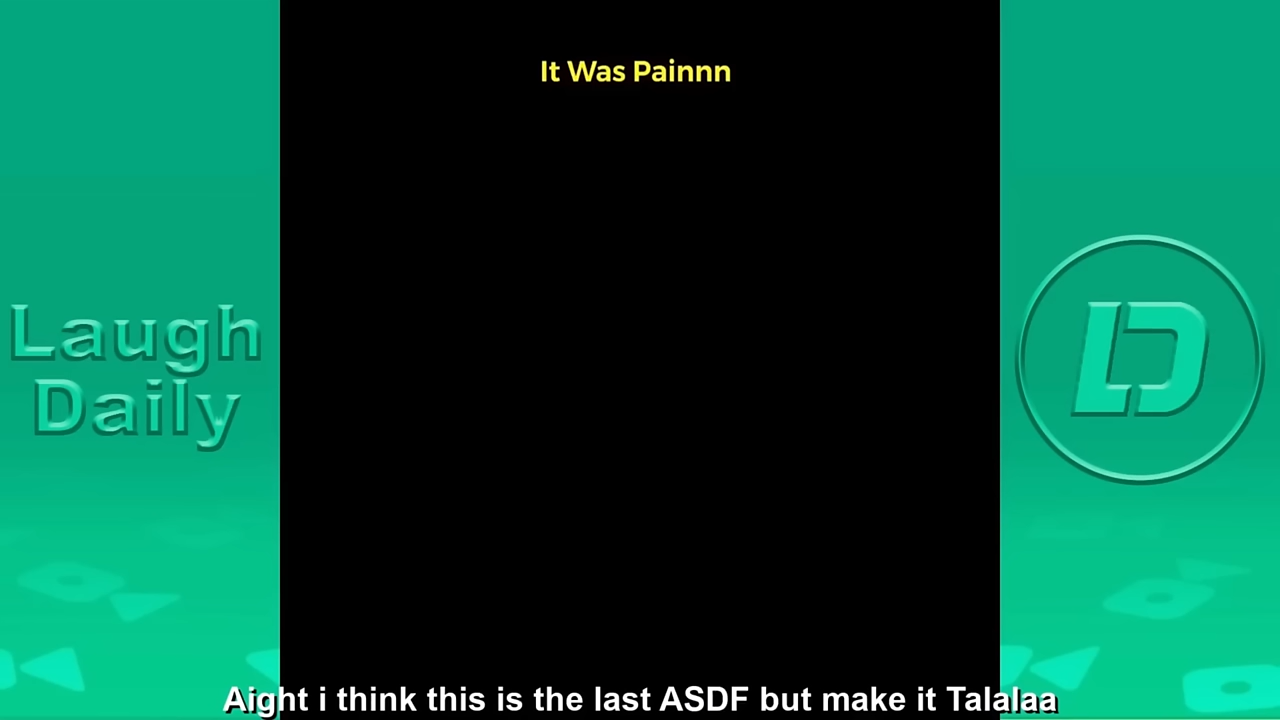 It Was Painnn
Laugh
Daily
LD
Aight i think this is the last ASDF but make it Talalaa